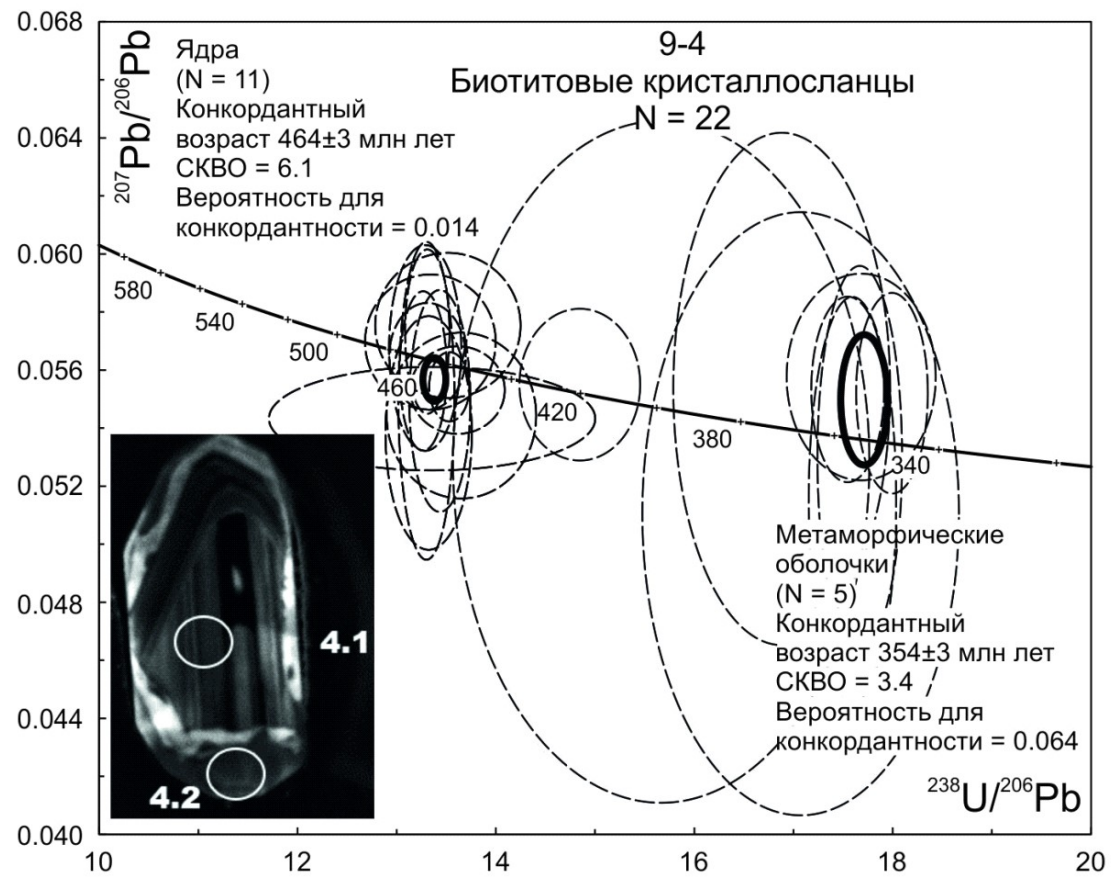 0.068
0.064
0.060
0.056
0.052
0.048
0.044
0.040
²⁰⁷Pb/²⁰⁶Pb
Ядра
(N = 11)
Конкордантный
возраст 464±3 млн лет
СКВО = 6.1
Вероятность для
конкордантности = 0.014
9-4
Биотитовые кристаллосланцы
N = 22
580
540
500
460
420
380
340
4.1
4.2
Метаморфические
оболочки
(N = 5)
Конкордантный
возраст 354±3 млн лет
СКВО = 3.4
Вероятность для
конкордантности = 0.064
²³⁸U/²⁰⁶Pb
10
12
14
16
18
20